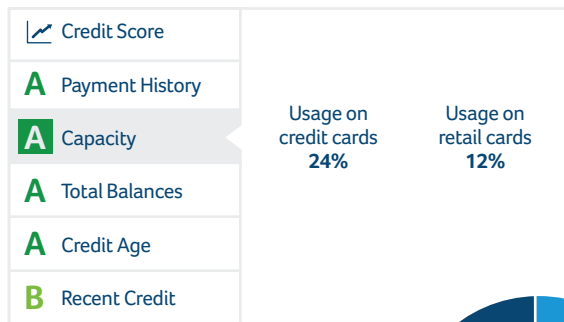 Credit Score
A Payment History
A Capacity
A Total Balances
A Credit Age
B Recent Credit
Usage on
credit cards
24%
Usage on
retail cards
12%